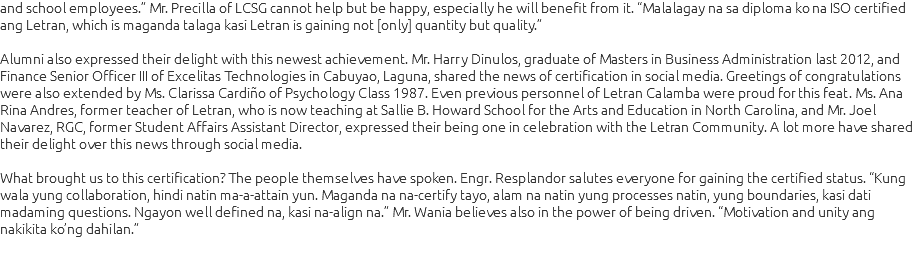 and school employees.” Mr. Precilla of LCSG cannot help but be happy, especially he will benefit from it. “Malalagay na sa diploma ko na ISO certified
ang Letran, which is maganda talaga kasi Letran is gaining not [only] quantity but quality.”
Alumni also expressed their delight with this newest achievement. Mr. Harry Dinulos, graduate of Masters in Business Administration last 2012, and
Finance Senior Officer III of Excelitas Technologies in Cabuyao, Laguna, shared the news of certification in social media. Greetings of congratulations
were also extended by Ms. Clarissa Cardiño of Psychology Class 1987. Even previous personnel of Letran Calamba were proud for this feat. Ms. Ana
Rina Andres, former teacher of Letran, who is now teaching at Sallie B. Howard School for the Arts and Education in North Carolina, and Mr. Joel
Navarez, RGC, former Student Affairs Assistant Director, expressed their being one in celebration with the Letran Community. A lot more have shared
their delight over this news through social media.
What brought us to this certification? The people themselves have spoken. Engr. Resplandor salutes everyone for gaining the certified status. “Kung
wala yung collaboration, hindi natin ma-a-attain yun. Maganda na na-certify tayo, alam na natin yung processes natin, yung boundaries, kasi dati
madaming questions. Ngayon well defined na, kasi na-align na.” Mr. Wania believes also in the power of being driven. “Motivation and unity ang
nakikita ko’ng dahilan.”